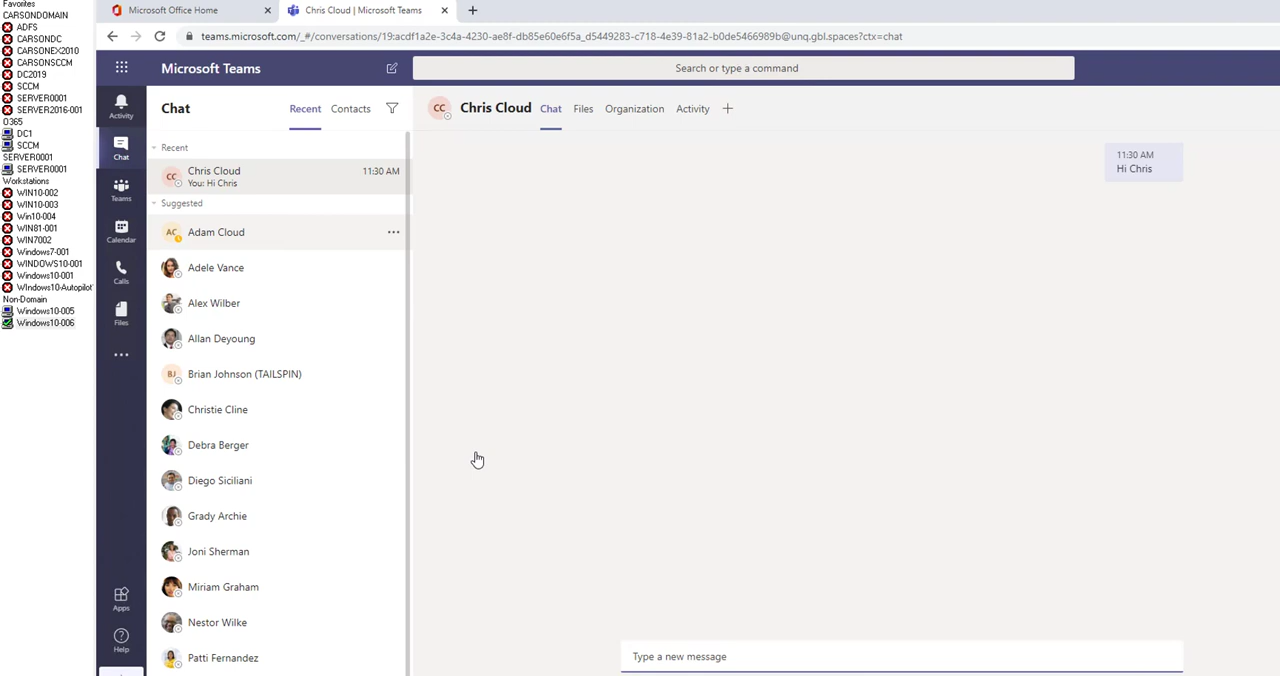 Favorites
CARSONDOMAIN
ADFS
CARSONDC
CARSONEX2010
CARSONSCCM
DC2019
SCCM
SERVER0001
SERVER2016-001
O365
DC1
SCCM
SERVER0001
SERVER0001
Workstations
WIN10-002
WIN10-003
Win10-004
WIN81-001
WIN7002
Windows7-001
WINDOWS10-001
Windows10-001
WIndows10-Autopilot
Non-Domain
Windows10-005
Windows10-006
Microsoft Office Home
Chris Cloud | Microsoft Teams
teams.microsoft.com/_#/conversations/19:acdf1a2e-3c4a-4230-ae8f-db85e60e6f5a_d5449283-c718-4e39-81a2-b0de5466989b@unq.gbl.spaces?ctx=chat
Microsoft Teams
Search or type a command
Activity
Chat
Teams
Calendar
Calls
Files
Apps
Help
Chat
Recent
Contacts
Recent
CC
Chris Cloud
11:30 AM
You: Hi Chris
Suggested
AC
Adam Cloud
Adele Vance
Alex Wilber
Allan Deyoung
BJ
Brian Johnson (TAILSPIN)
Christie Cline
Debra Berger
Diego Siciliani
Grady Archie
Joni Sherman
Miriam Graham
Nestor Wilke
Patti Fernandez
CC
Chris Cloud
Chat
Files
Organization
Activity
11:30 AM
Hi Chris
Type a new message